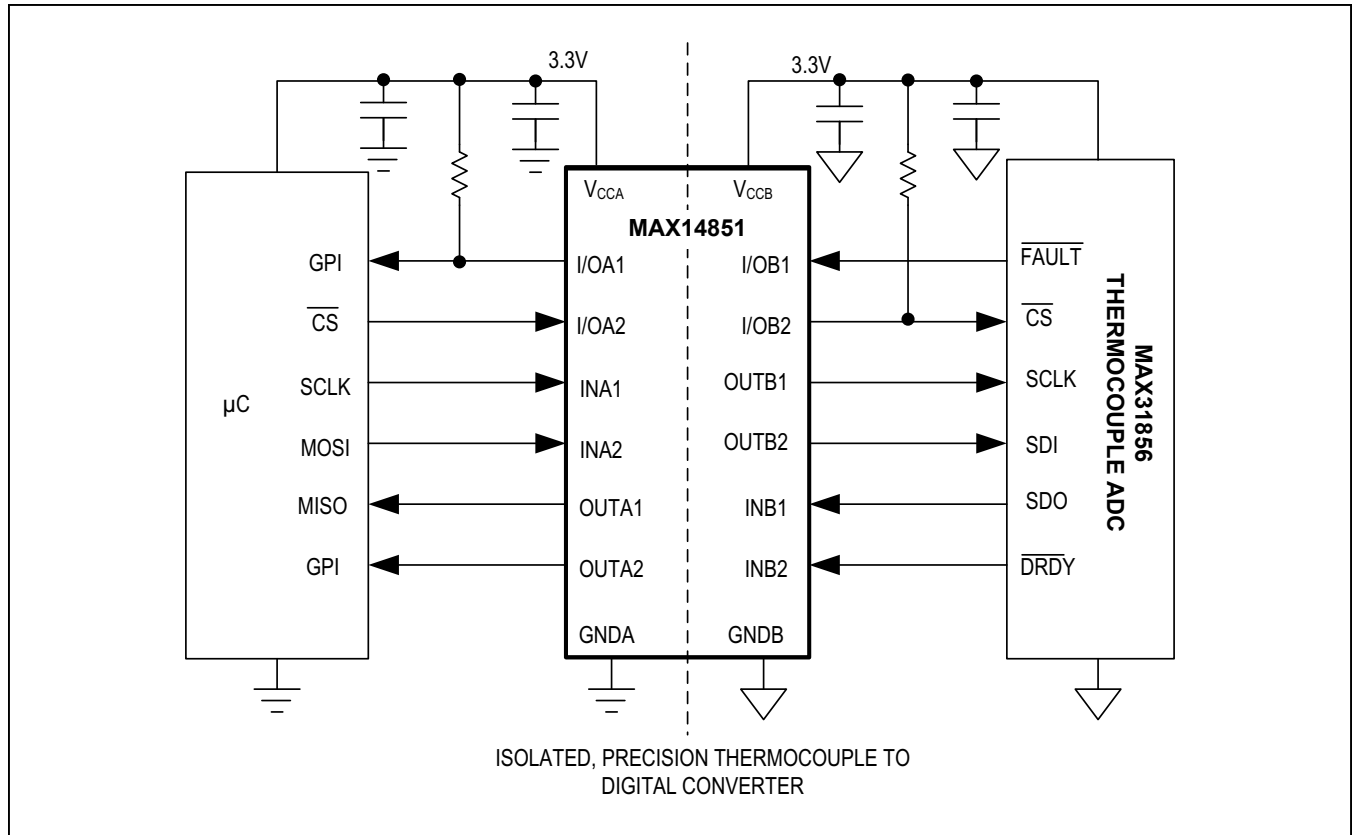 3.3V
3.3V
VCCA
VCCB
MAX14851
µC
GPI
I/OA1
I/OB1
FAULT
CS
I/OA2
I/OB2
CS
SCLK
INA1
OUTB1
SCLK
MOSI
INA2
OUTB2
SDI
MISO
OUTA1
INB1
SDO
GPI
OUTA2
INB2
DRDY
GNDA
GNDB
MAX31856
THERMOCOUPLE ADC
ISOLATED, PRECISION THERMOCOUPLE TO
DIGITAL CONVERTER